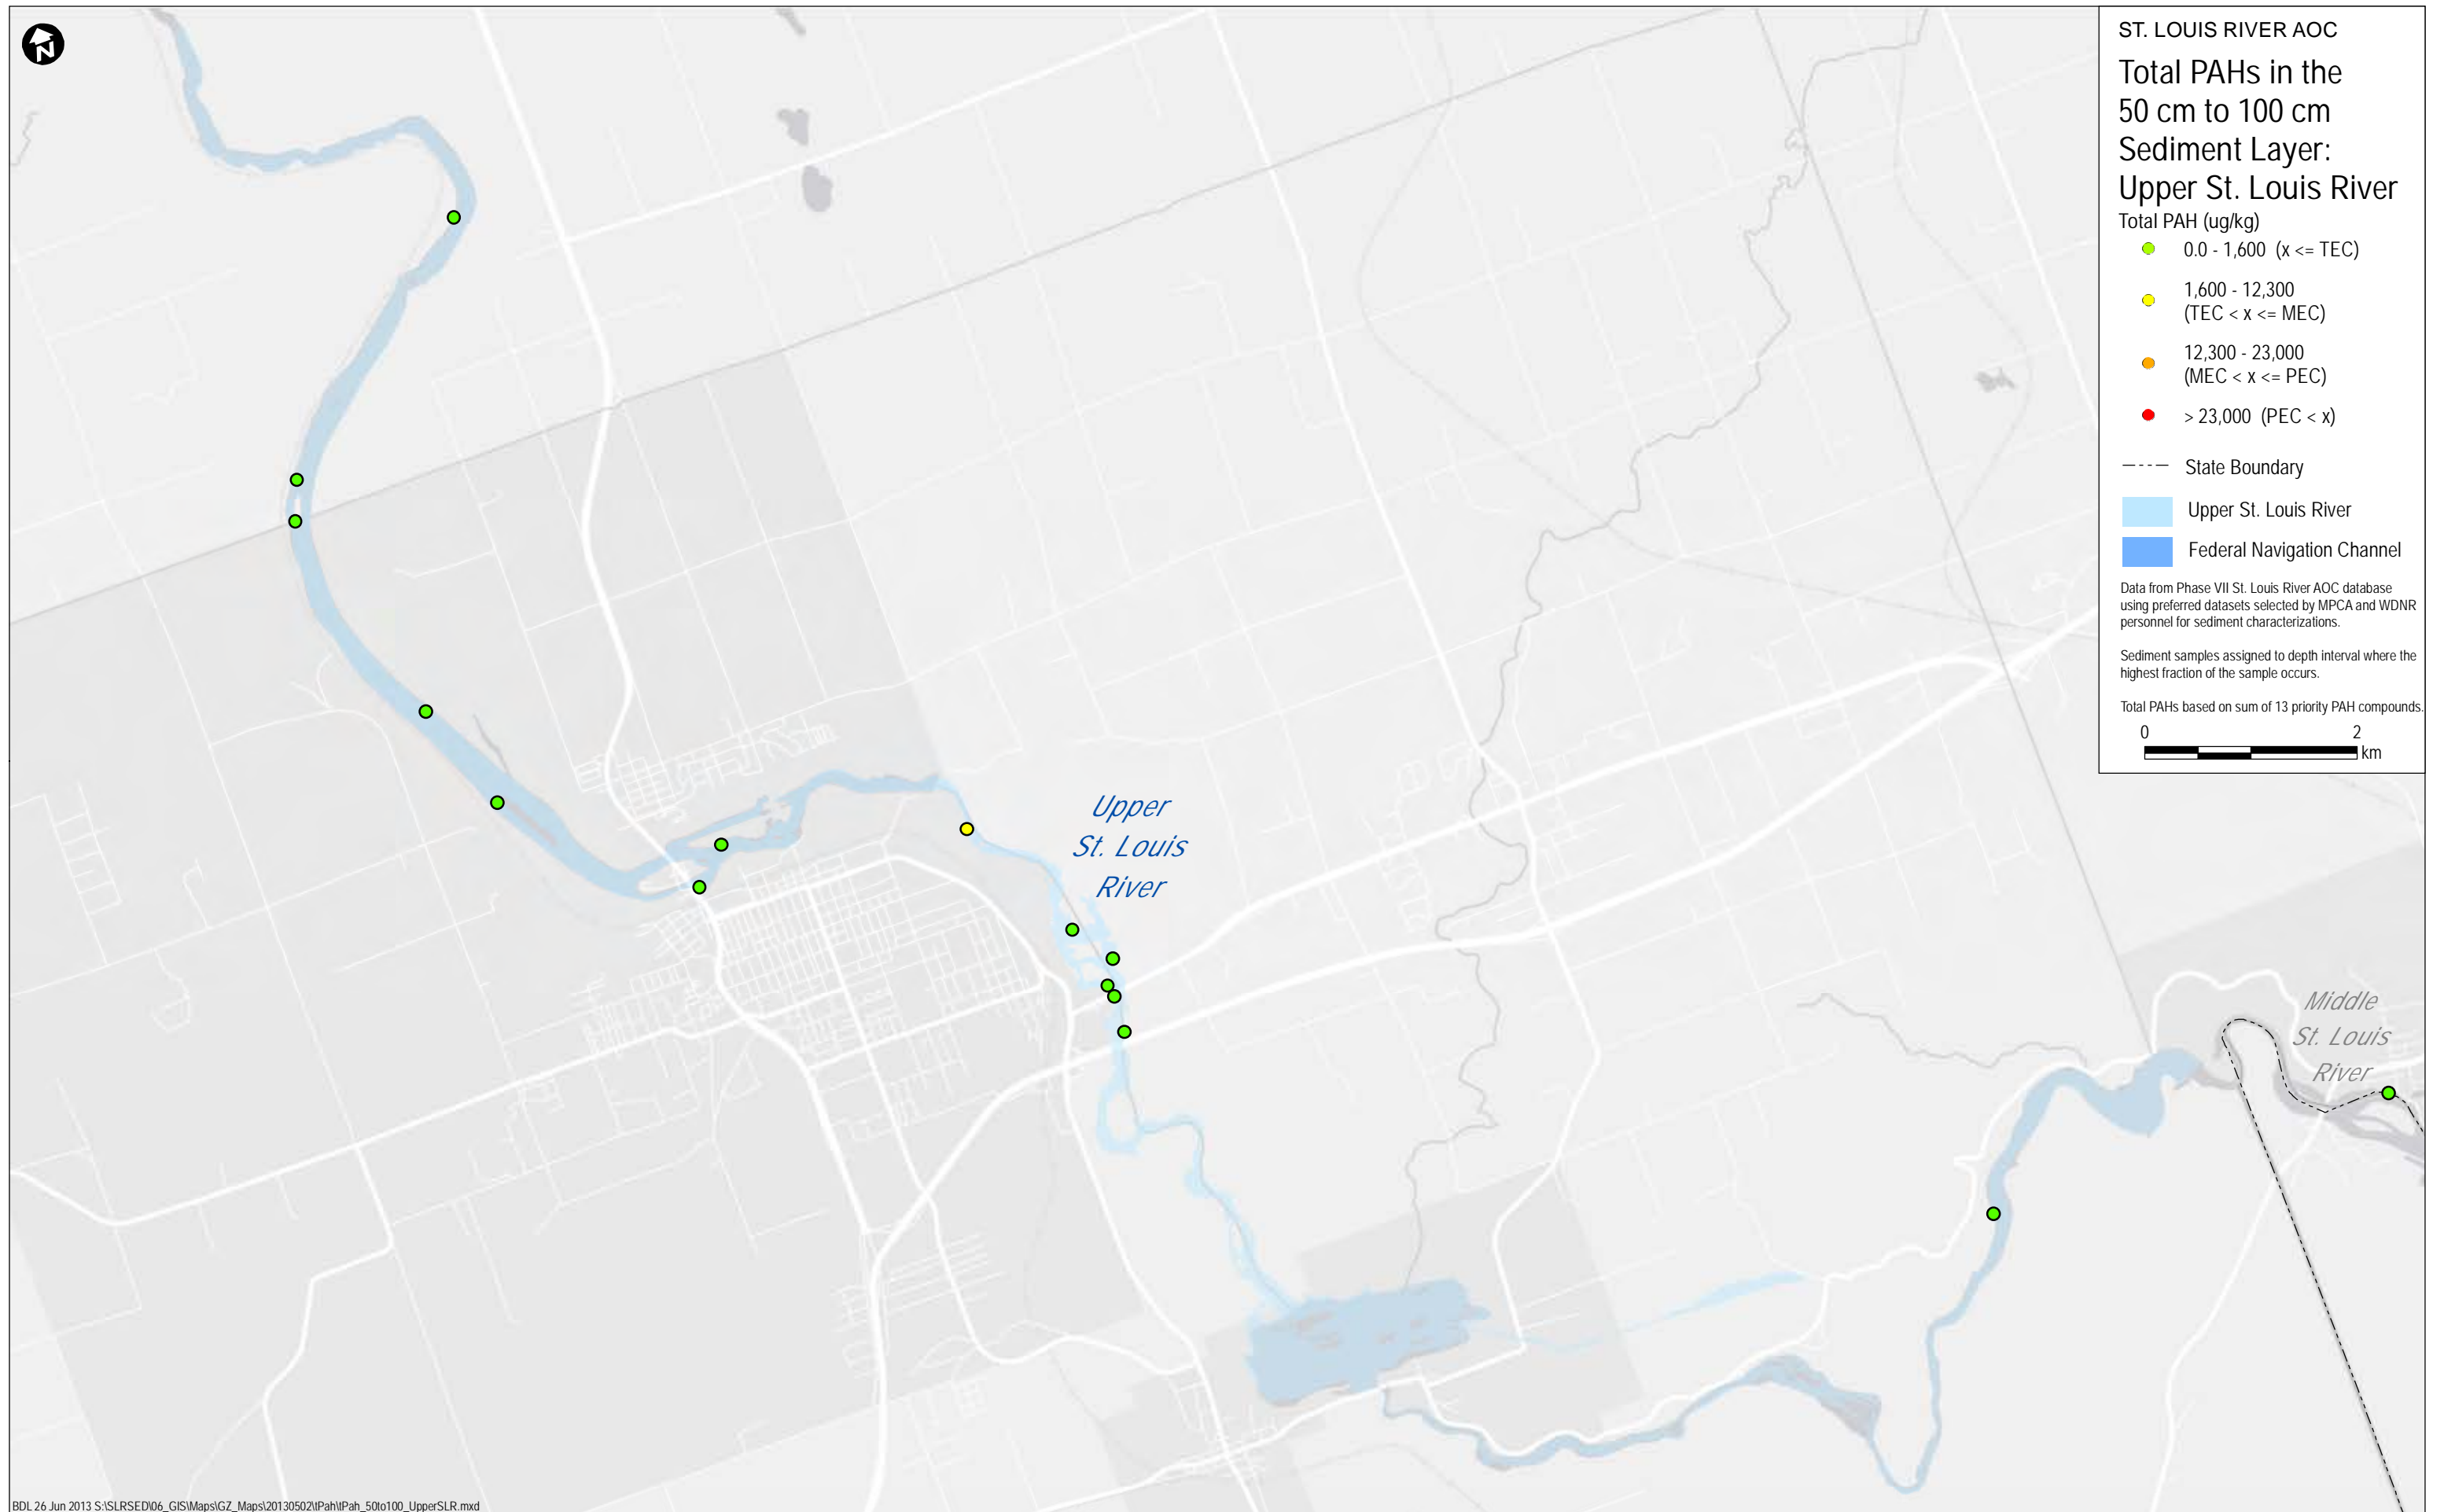 N
ST. LOUIS RIVER AOC
Total PAHs in the
50 cm to 100 cm
Sediment Layer:
Upper St. Louis River
Total PAH (ug/kg)
0.0 - 1,600 (x <= TEC)
1,600 - 12,300
(TEC < x <= MEC)
12,300 - 23,000
(MEC < x <= PEC)
> 23,000 (PEC < x)
State Boundary
Upper St. Louis River
Federal Navigation Channel
Data from Phase VII St. Louis River AOC database
using preferred datasets selected by MPCA and WDNR
personnel for sediment characterizations.
Sediment samples assigned to depth interval where the
highest fraction of the sample occurs.
Total PAHs based on sum of 13 priority PAH compounds.
0 2
km
Upper
St. Louis
River
Middle
St. Louis
River
BDL 26 Jun 2013 S:\SLRSED\06_GIS\Maps\GZ_Maps\20130502\tPah\tPah_50to100_UpperSLR.mxd